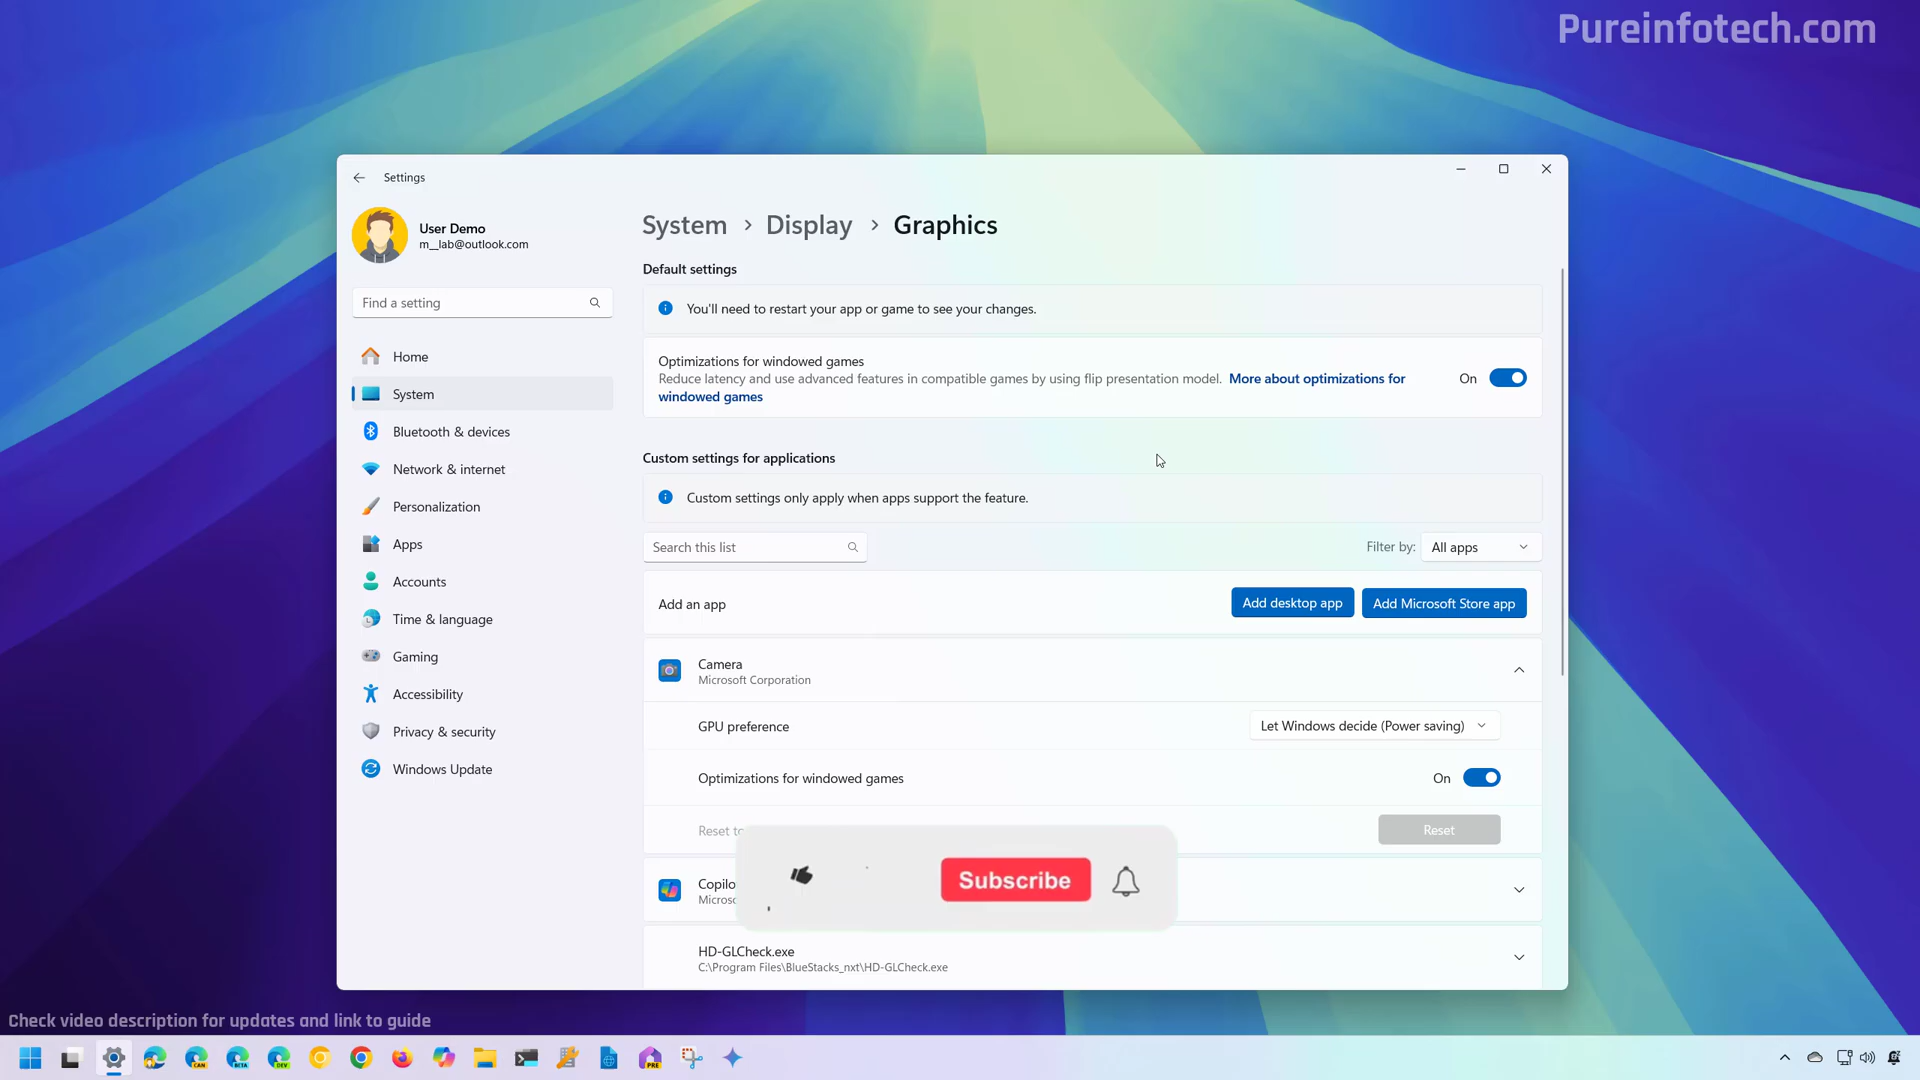 Pureinfotech.com
Settings
User Demo
m__lab@outlook.com
Find a setting
Home
System
Bluetooth & devices
Network & internet
Personalization
Apps
Accounts
Time & language
Gaming
Accessibility
Privacy & security
Windows Update
System > Display > Graphics
Default settings
You'll need to restart your app or game to see your changes.
Optimizations for windowed games
Reduce latency and use advanced features in compatible games by using flip presentation model. More about optimizations for
windowed games
On
Custom settings for applications
Custom settings only apply when apps support the feature.
Search this list
Filter by: All apps
Add an app
Add desktop app
Add Microsoft Store app
Camera
Microsoft Corporation
GPU preference
Let Windows decide (Power saving)
Optimizations for windowed games
On
Reset
Reset
Subscribe
HD-GLCheck.exe
C:\Program Files\BlueStacks_nxt\HD-GLCheck.exe
Check video description for updates and link to guide
CAN
BETA
DEV
PRE